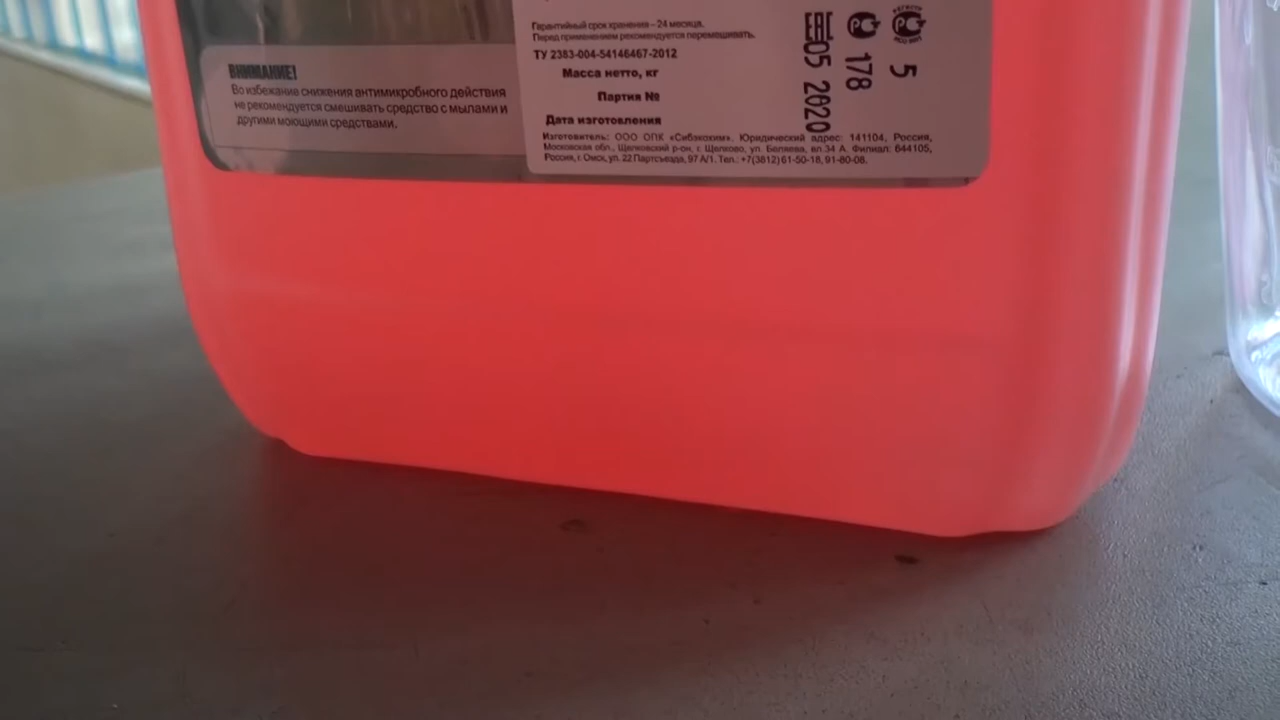 ВНИМАНИЕ!
Во избежание снижения антимикробного действия
не рекомендуется смешивать средство с мылами и
другими моющими средствами.
Гарантийный срок хранения – 24 месяца.
Перед применением рекомендуется перемешивать.
ТУ 2383-004-54146467-2012
Масса нетто, кг
Партия №
Дата изготовления
5
178
05 2020
Изготовитель: ООО ОПК «Сибэкохим». Юридический адрес: 141104, Россия,
Московская обл., Щелковский р-он, г. Щелково, ул. Беляева, вл.34 А. Филиал: 644105,
Россия, г. Омск, ул. 22 Партсъезда, 97 А/1. Тел.: +7(3812) 61-50-18, 91-80-08.